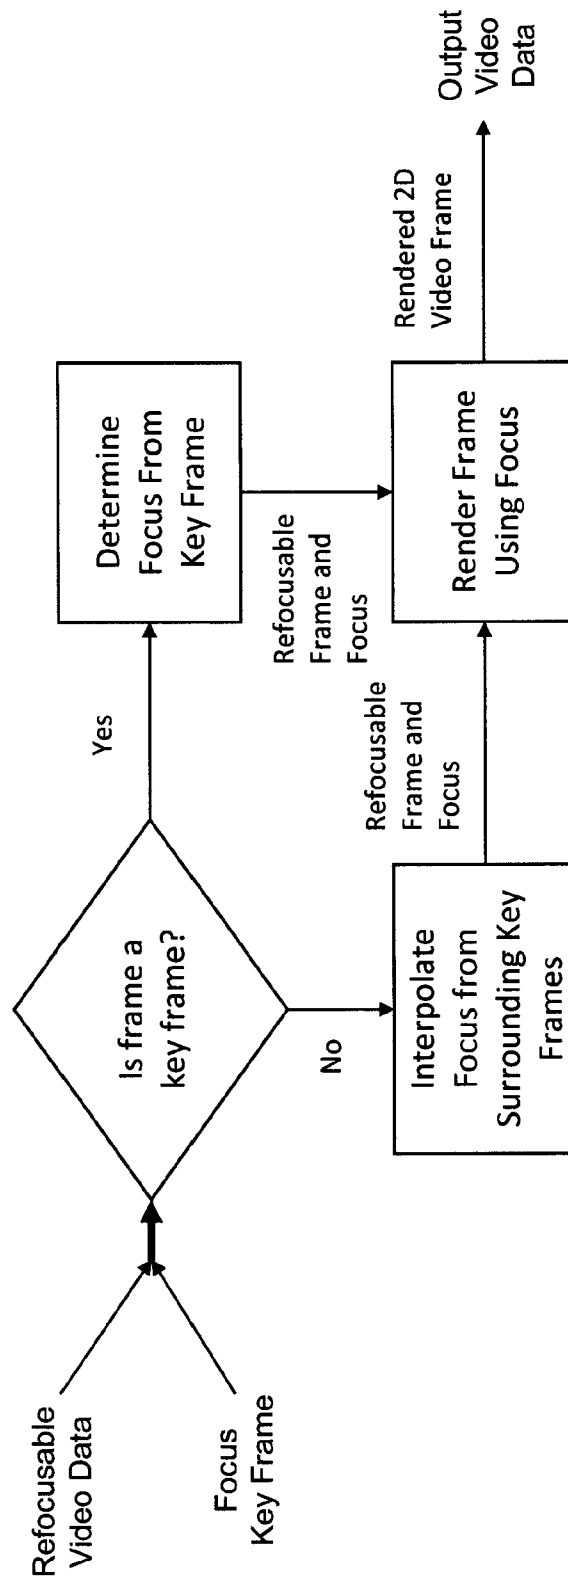 Refocusable
Video Data
Focus
Key Frame
Is frame a
key frame?
Yes
No
Determine
Focus From
Key Frame
Refocusable
Frame and
Focus
Interpolate
Focus from
Surrounding Key
Frames
Refocusable
Frame and
Focus
Render Frame
Using Focus
Rendered 2D
Video Frame
Output
Video
Data